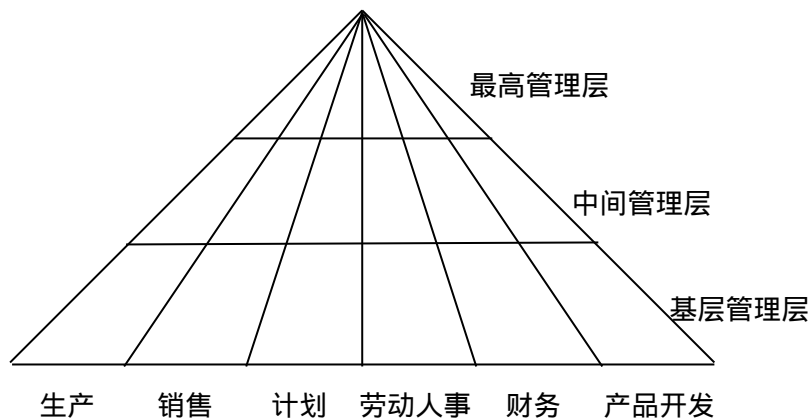 最高管理层
中间管理层
基层管理层
生产 销售 计划 劳动人事 财务 产品开发